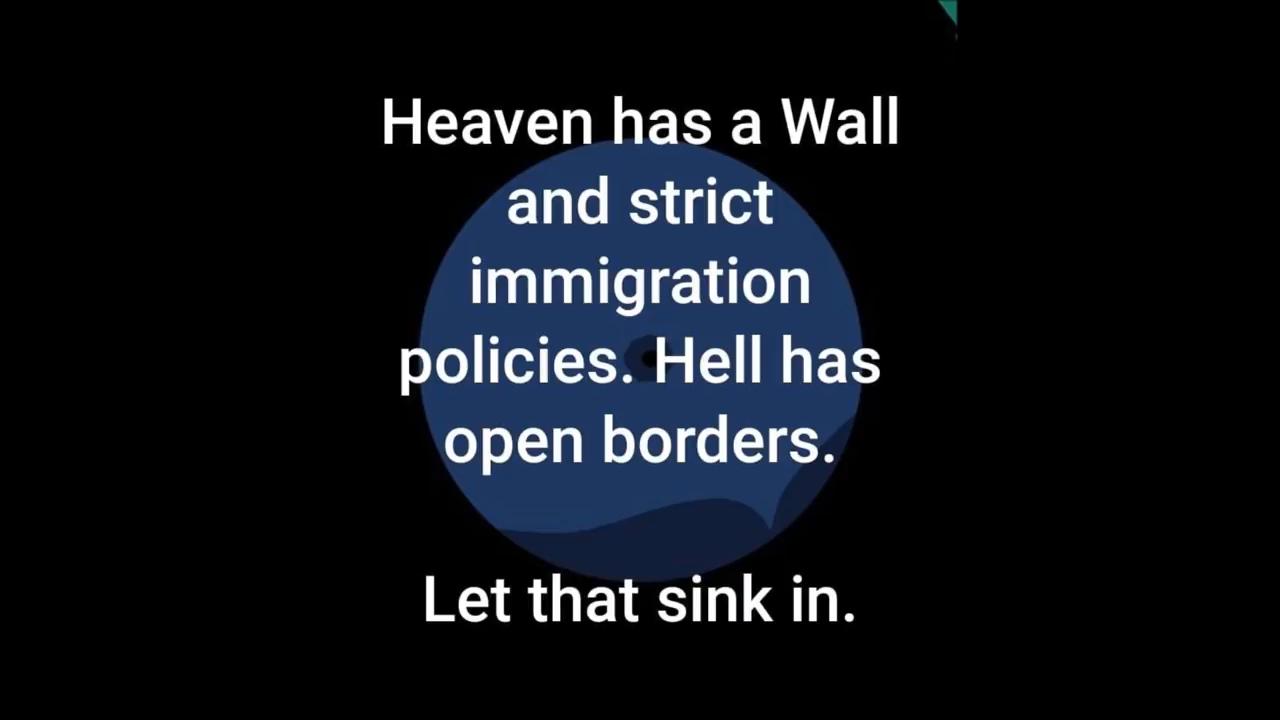 Heaven has a Wall
and strict
immigration
policies. Hell has
open borders.
Let that sink in.